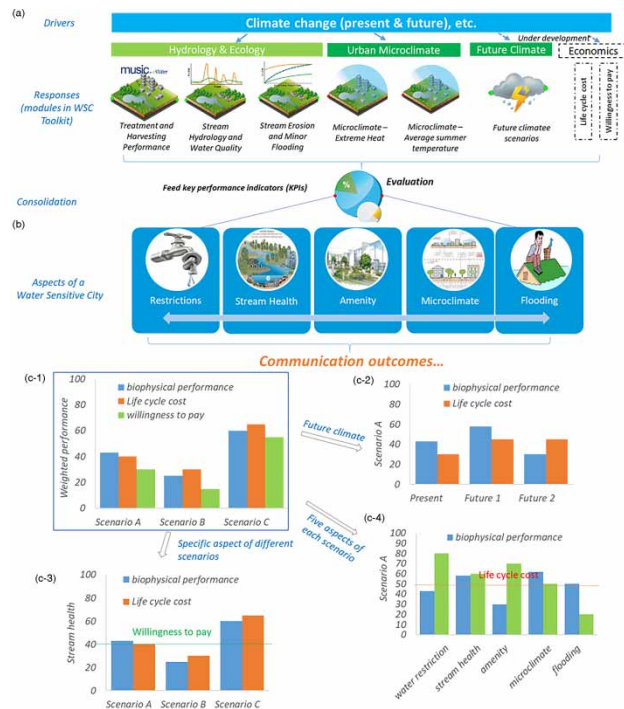 (a)
Drivers
Climate change (present & future), etc.
Under development
Hydrology & Ecology
Urban Microclimate
Future Climate
Economics
Responses
(modules in WSC
Toolkit)
music
Treatment and
Harvesting
Performance
Stream
Hydrology and
Water Quality
Stream Erosion
and Minor
Flooding
Microclimate –
Extreme Heat
Microclimate –
Average summer
temperature
Future climatee
scenarios
Life cycle
cost
Willingness to pay
Feed key performance indicators (KPIs)
Evaluation
Consolidation
%
(b)
Aspects of a
Water Sensitive City
Restrictions
Stream Health
Amenity
Microclimate
Flooding
Communication outcomes...
(c-1)
biophysical performance
Life cycle cost
willingness to pay
Weighted performance
100
80
60
40
20
0
Scenario A
Scenario B
Scenario C
Future climate
(c-2)
biophysical performance
Life cycle cost
Scenario A
100
80
60
40
20
0
Present
Future 1
Future 2
Specific aspect of different
scenarios
Five aspects of
each scenario
(c-3)
biophysical performance
Life cycle cost
Stream health
100
80
60
40
20
0
Willingness to pay
Scenario A
Scenario B
Scenario C
(c-4)
biophysical performance
Life cycle cost
Scenario A
90
80
70
60
50
40
30
20
10
0
water restriction
stream health
amenity
microclimate
flooding